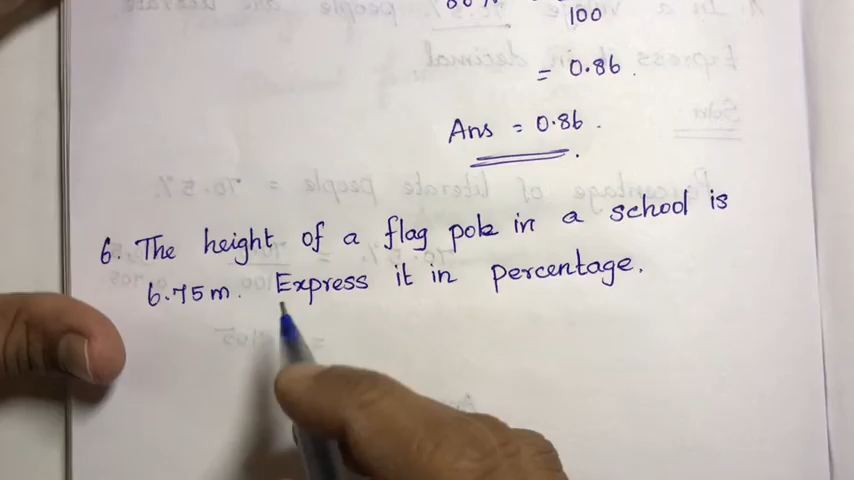 100
= 0.86.
Ans = 0.86.
6. The height of a flag pole in a school is
6.75m. Express it in percentage.